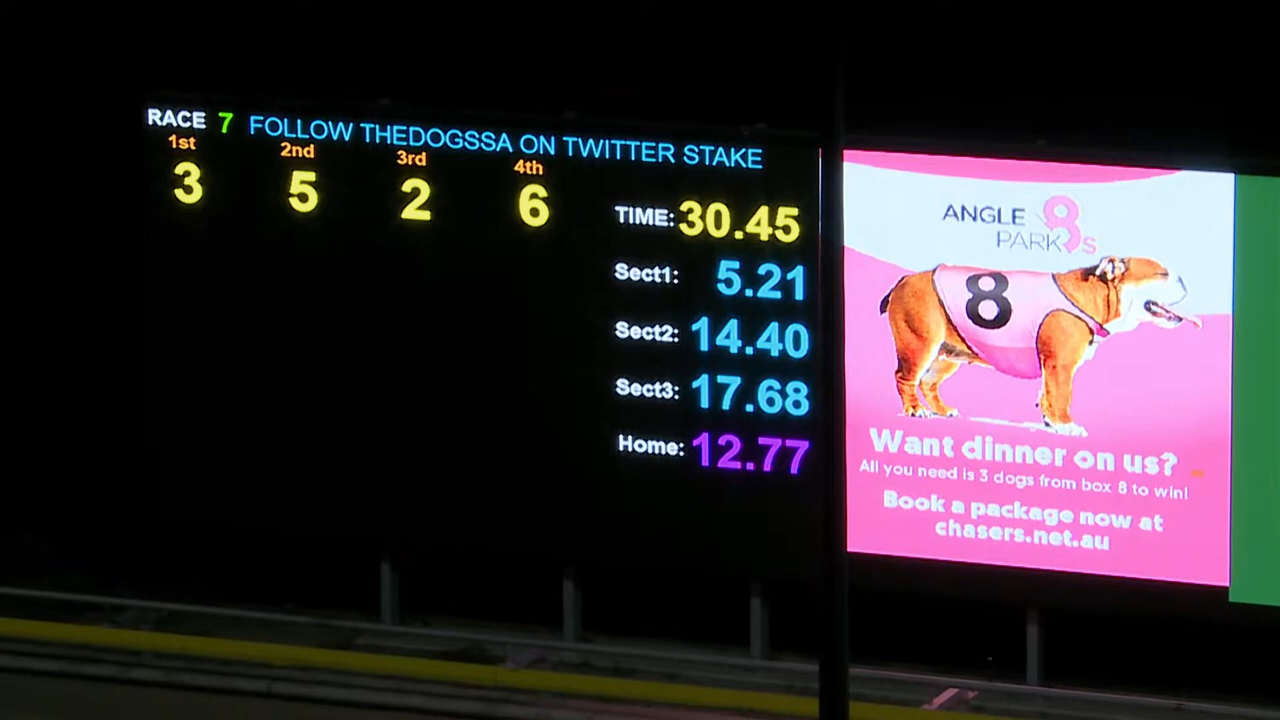 RACE 7 FOLLOW THEDOGSSA ON TWITTER STAKE
1st 2nd 3rd 4th
3 5 2 6
TIME: 30.45
Sect1: 5.21
Sect2: 14.40
Sect3: 17.68
Home: 12.77
ANGLE
PARK 8s
8
Want dinner on us?
All you need is 3 dogs from box 8 to win!
Book a package now at
chasers.net.au